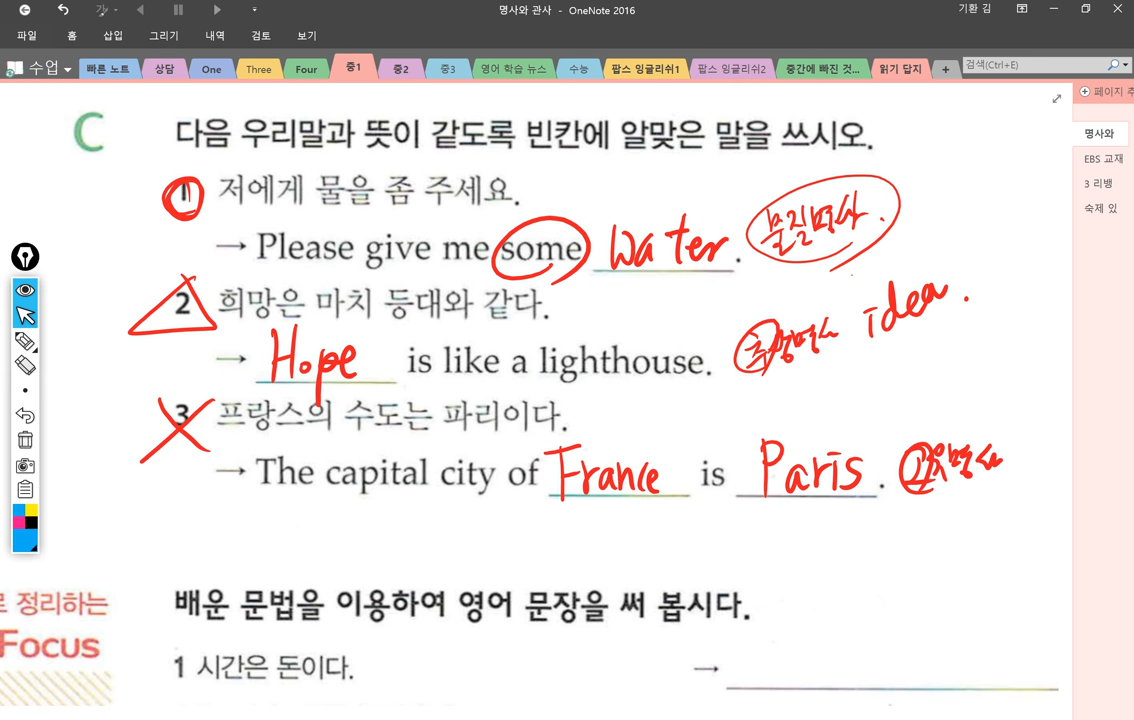 명사와 관사 - OneNote 2016
기환 김
파일 홈 삽입 그리기 내역 검토 보기
수업 빠른 노트 상담 One Three Four 중1 중2 중3 영어 학습 뉴스 수능 팝스 잉글리쉬1 팝스 잉글리쉬2 중간에 빠진 것... 읽기 답지 + 검색(Ctrl+E)
페이지 추
명사와
EBS 교재
3 리뱅
숙제 있
C 다음 우리말과 뜻이 같도록 빈칸에 알맞은 말을 쓰시오.
1 저에게 물을 좀 주세요.
→ Please give me some Water. 물질명사.
2 희망은 마치 등대와 같다.
→ Hope is like a lighthouse. 추상명사 idea.
3 프랑스의 수도는 파리이다.
→ The capital city of France is Paris. 고유명사
로 정리하는
Focus
배운 문법을 이용하여 영어 문장을 써 봅시다.
1 시간은 돈이다. →